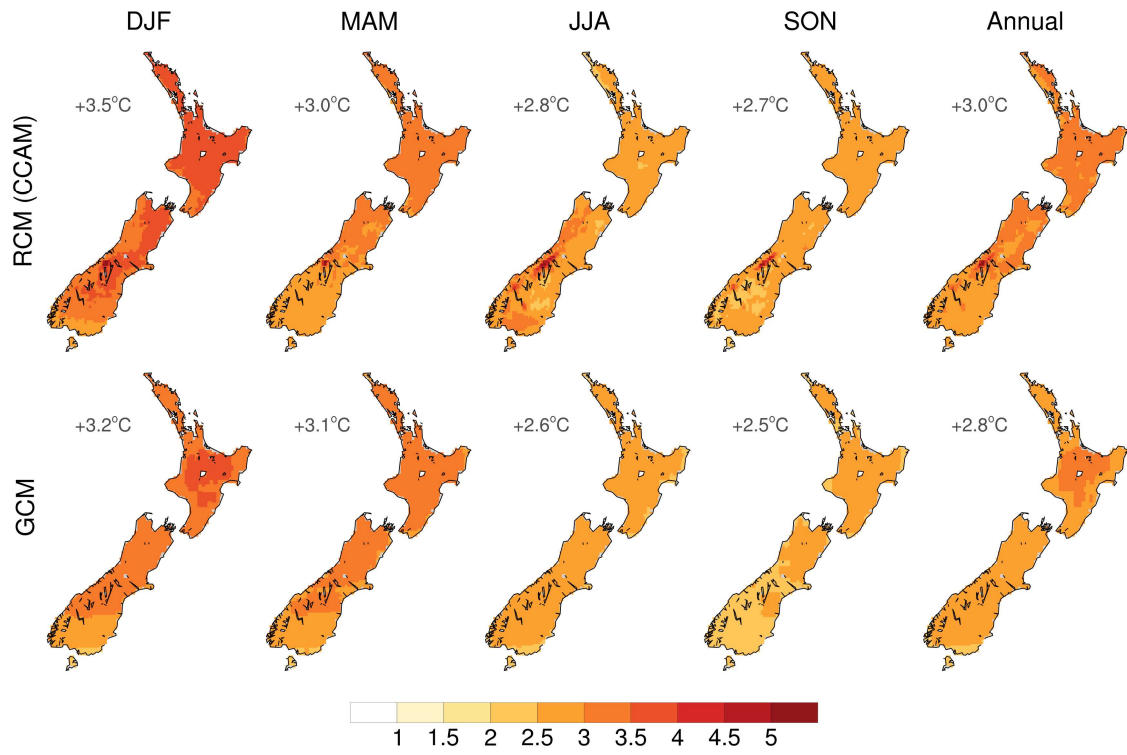 DJF MAM JJA SON Annual
RCM (CCAM)
+3.5°C +3.0°C +2.8°C +2.7°C +3.0°C
GCM
+3.2°C +3.1°C +2.6°C +2.5°C +2.8°C
1 1.5 2 2.5 3 3.5 4 4.5 5